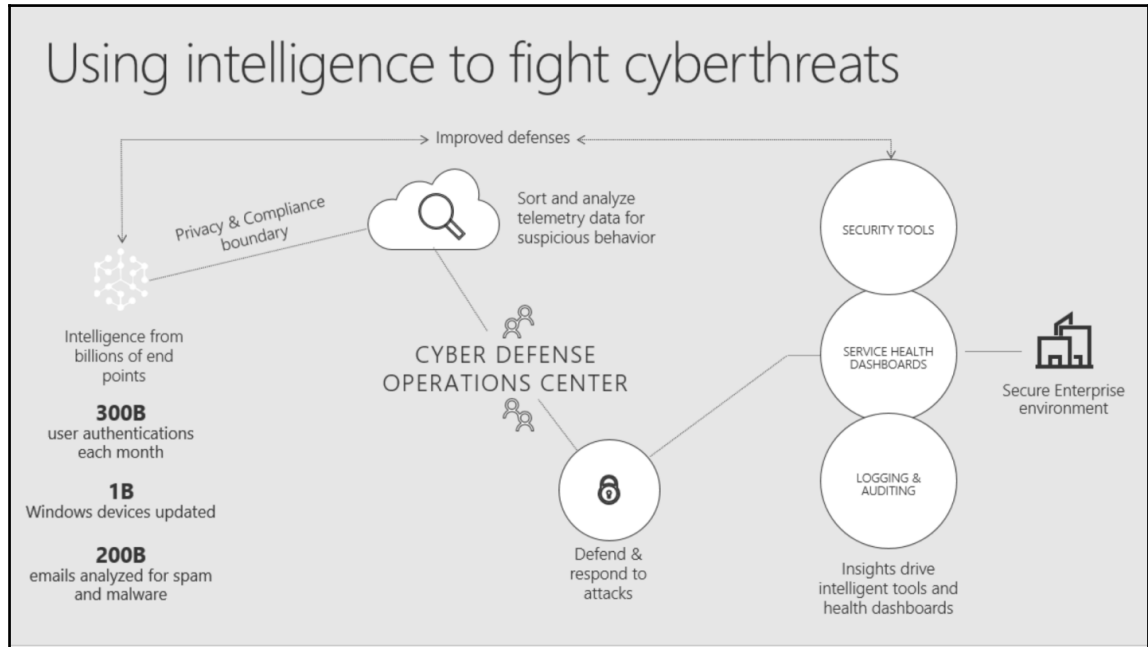 Using intelligence to fight cyberthreats
Improved defenses
Privacy & Compliance
boundary
Sort and analyze
telemetry data for
suspicious behavior
Intelligence from
billions of end
points
300B
user authentications
each month
1B
Windows devices updated
200B
emails analyzed for spam
and malware
CYBER DEFENSE
OPERATIONS CENTER
Defend &
respond to
attacks
SECURITY TOOLS
SERVICE HEALTH
DASHBOARDS
LOGGING &
AUDITING
Insights drive
intelligent tools and
health dashboards
Secure Enterprise
environment